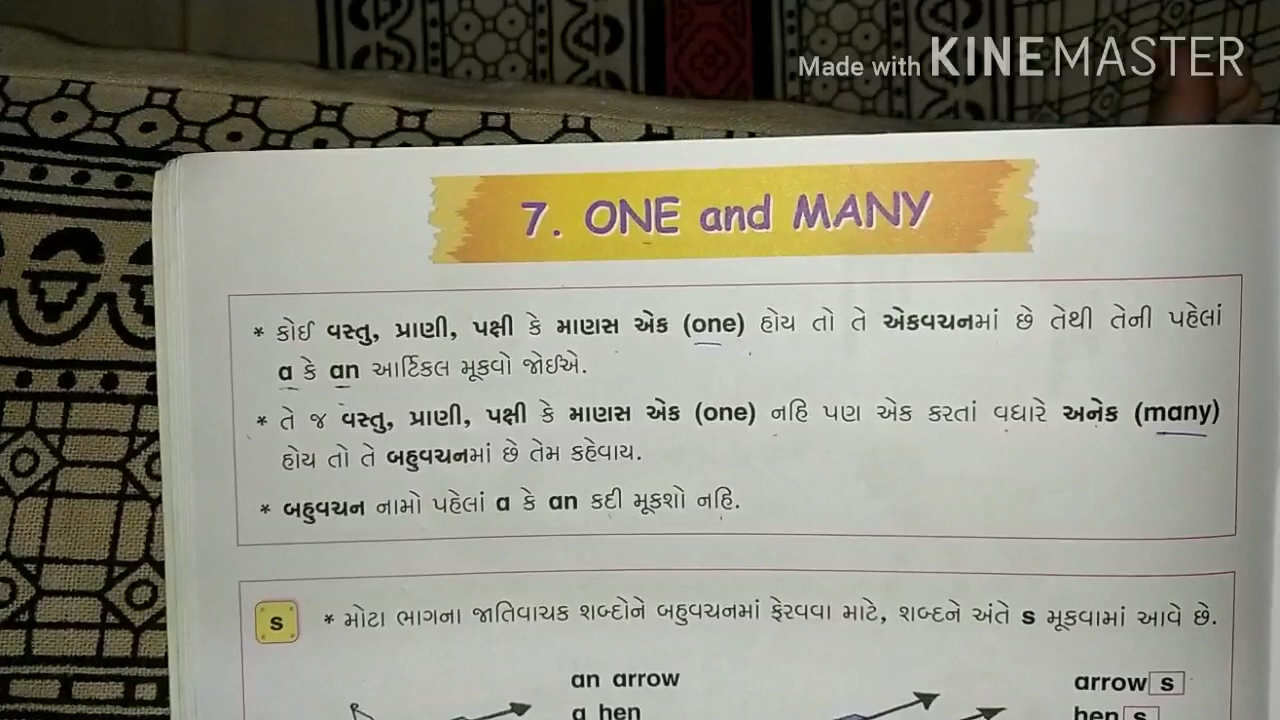 Made with KINEMASTER
7. ONE and MANY
* કોઈ વસ્તુ, પ્રાણી, પક્ષી કે માણસ એક (one) હોય તો તે એકવચનમાં છે તેથી તેની પહેલાં
a કે an આર્ટિકલ મૂકવો જોઈએ.
* તે જ વસ્તુ, પ્રાણી, પક્ષી કે માણસ એક (one) નહિ પણ એક કરતાં વધારે અનેક (many)
હોય તો તે બહુવચનમાં છે તેમ કહેવાય.
* બહુવચન નામો પહેલાં a કે an કદી મૂકશો નહિ.
s * મોટા ભાગના જાતિવાચક શબ્દોને બહુવચનમાં ફેરવવા માટે, શબ્દને અંતે s મૂકવામાં આવે છે.
an arrow arrow s
a hen hen s